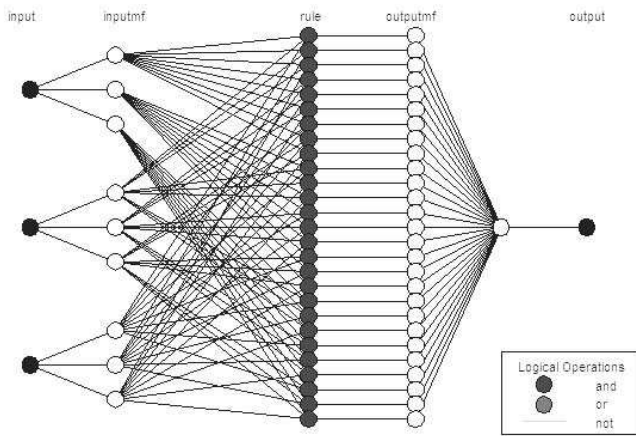 input inputmf rule outputmf output
Logical Operations
and
or
not